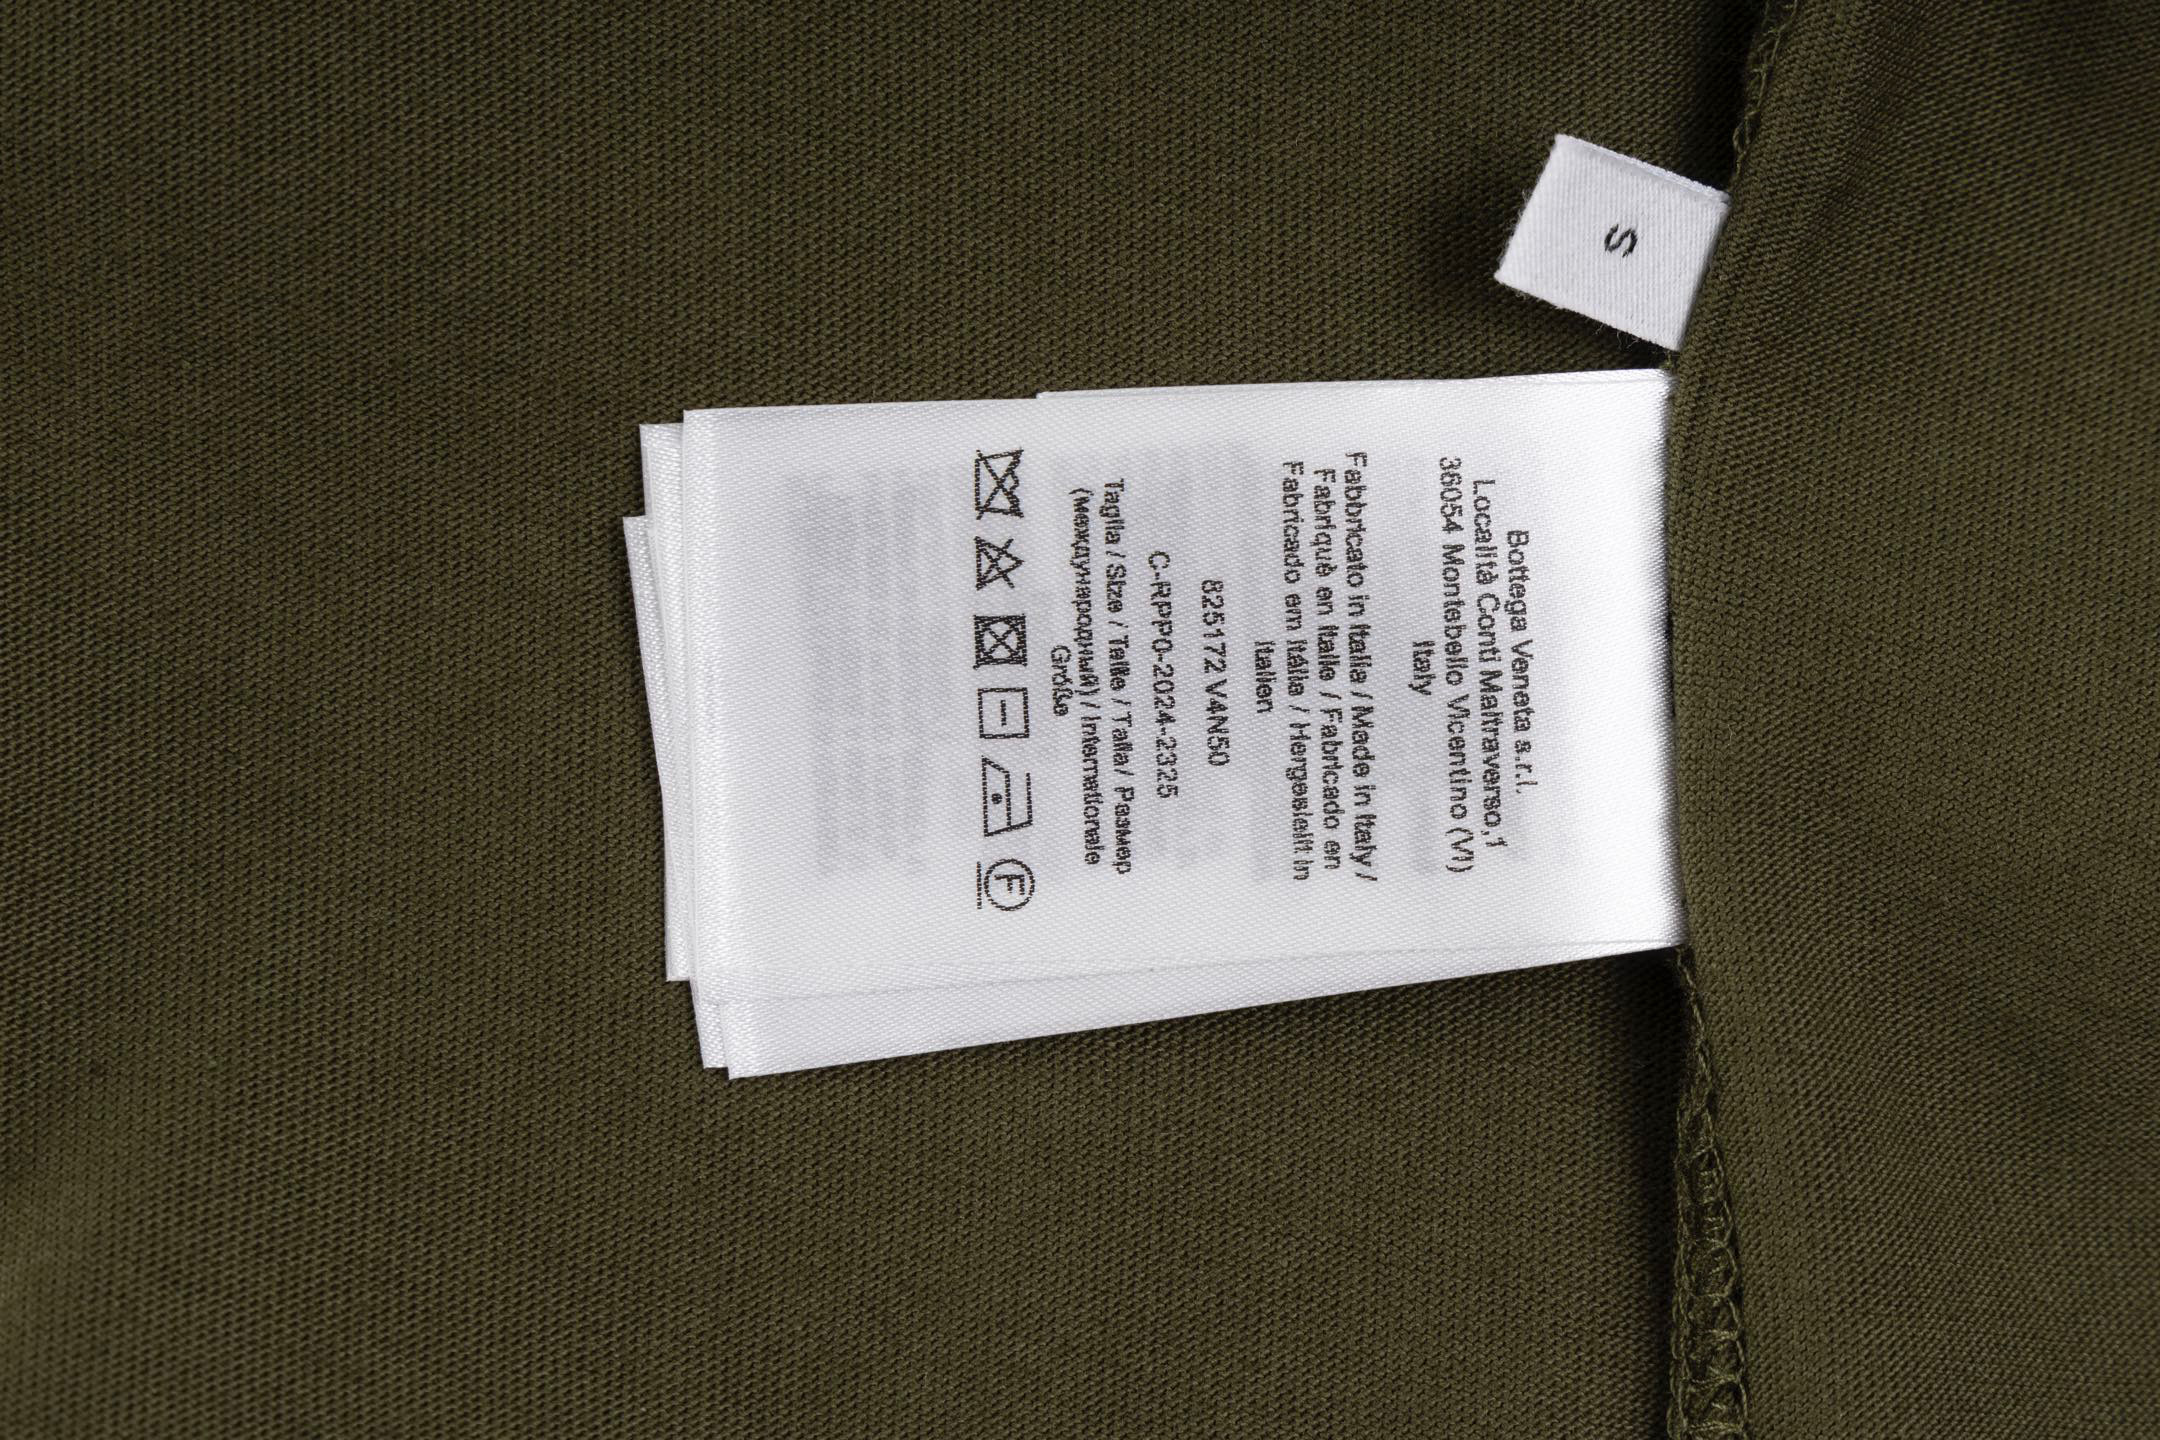 S
Bottega Veneta s.r.l.
Località Conti Maltraverso,1
36054 Montebello Vicentino (VI)
Italy
Fabbricato in Italia / Made in Italy /
Fabriqué en Italie / Fabricado en
Fabricado em Itália / Hergestellt in
Italien
825172 V4N50
C-RPP0-2024-2325
Taglia / Size / Taille / Talla / Размер
(международный) / Internationale
Größe
F